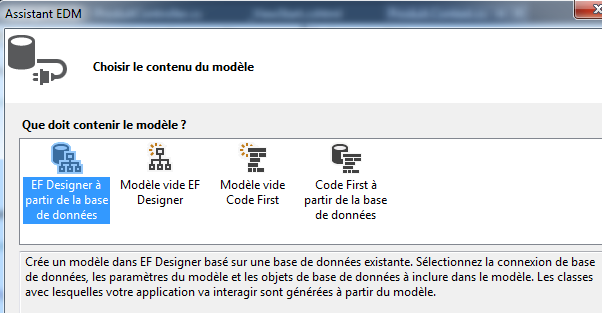 Assistant EDM
Choisir le contenu du modèle
Que doit contenir le modèle ?
EF Designer à
partir de la base
de données
Modèle vide EF
Designer
Modèle vide
Code First
Code First à
partir de la base
de données
Crée un modèle dans EF Designer basé sur une base de données existante. Sélectionnez la connexion de base
de données, les paramètres du modèle et les objets de base de données à inclure dans le modèle. Les classes
avec lesquelles votre application va interagir sont générées à partir du modèle.